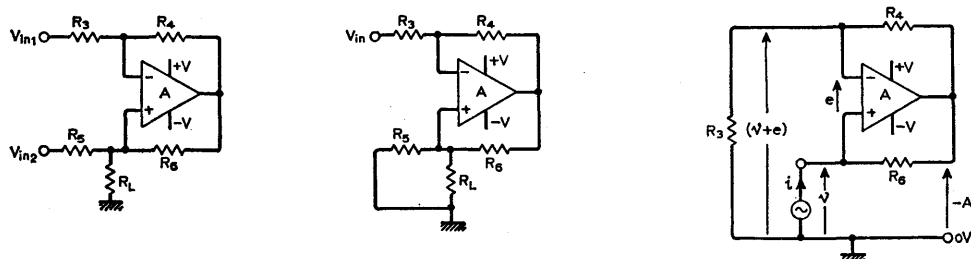 R3 R4
Vin1
− +V
A
+ −V
R5 R6
Vin2
RL
R3 R4
Vin
− +V
A
+ −V
R5 R6
RL
R4
− +V
e A
+ −V
R3 (v+e)
R6
i v −A
0V